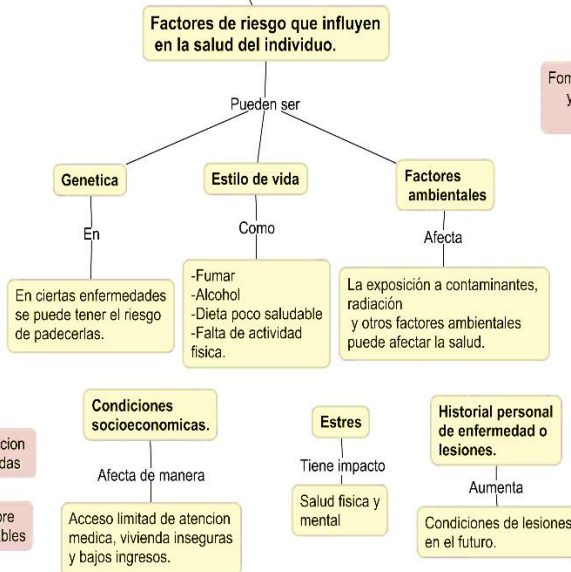 Factores de riesgo que influyen
en la salud del individuo.
Pueden ser
Genetica
Estilo de vida
Factores
ambientales
En
Como
Afecta
En ciertas enfermedades
se puede tener el riesgo
de padecerlas.
-Fumar
-Alcohol
-Dieta poco saludable
-Falta de actividad
fisica.
La exposición a contaminantes,
radiación
y otros factores ambientales
puede afectar la salud.
Condiciones
socioeconomicas.
Afecta de manera
Acceso limitad de atencion
medica, vivienda inseguras
y bajos ingresos.
Estres
Tiene impacto
Salud fisica y
mental
Historial personal
de enfermedad o
lesiones.
Aumenta
Condiciones de lesiones
en el futuro.